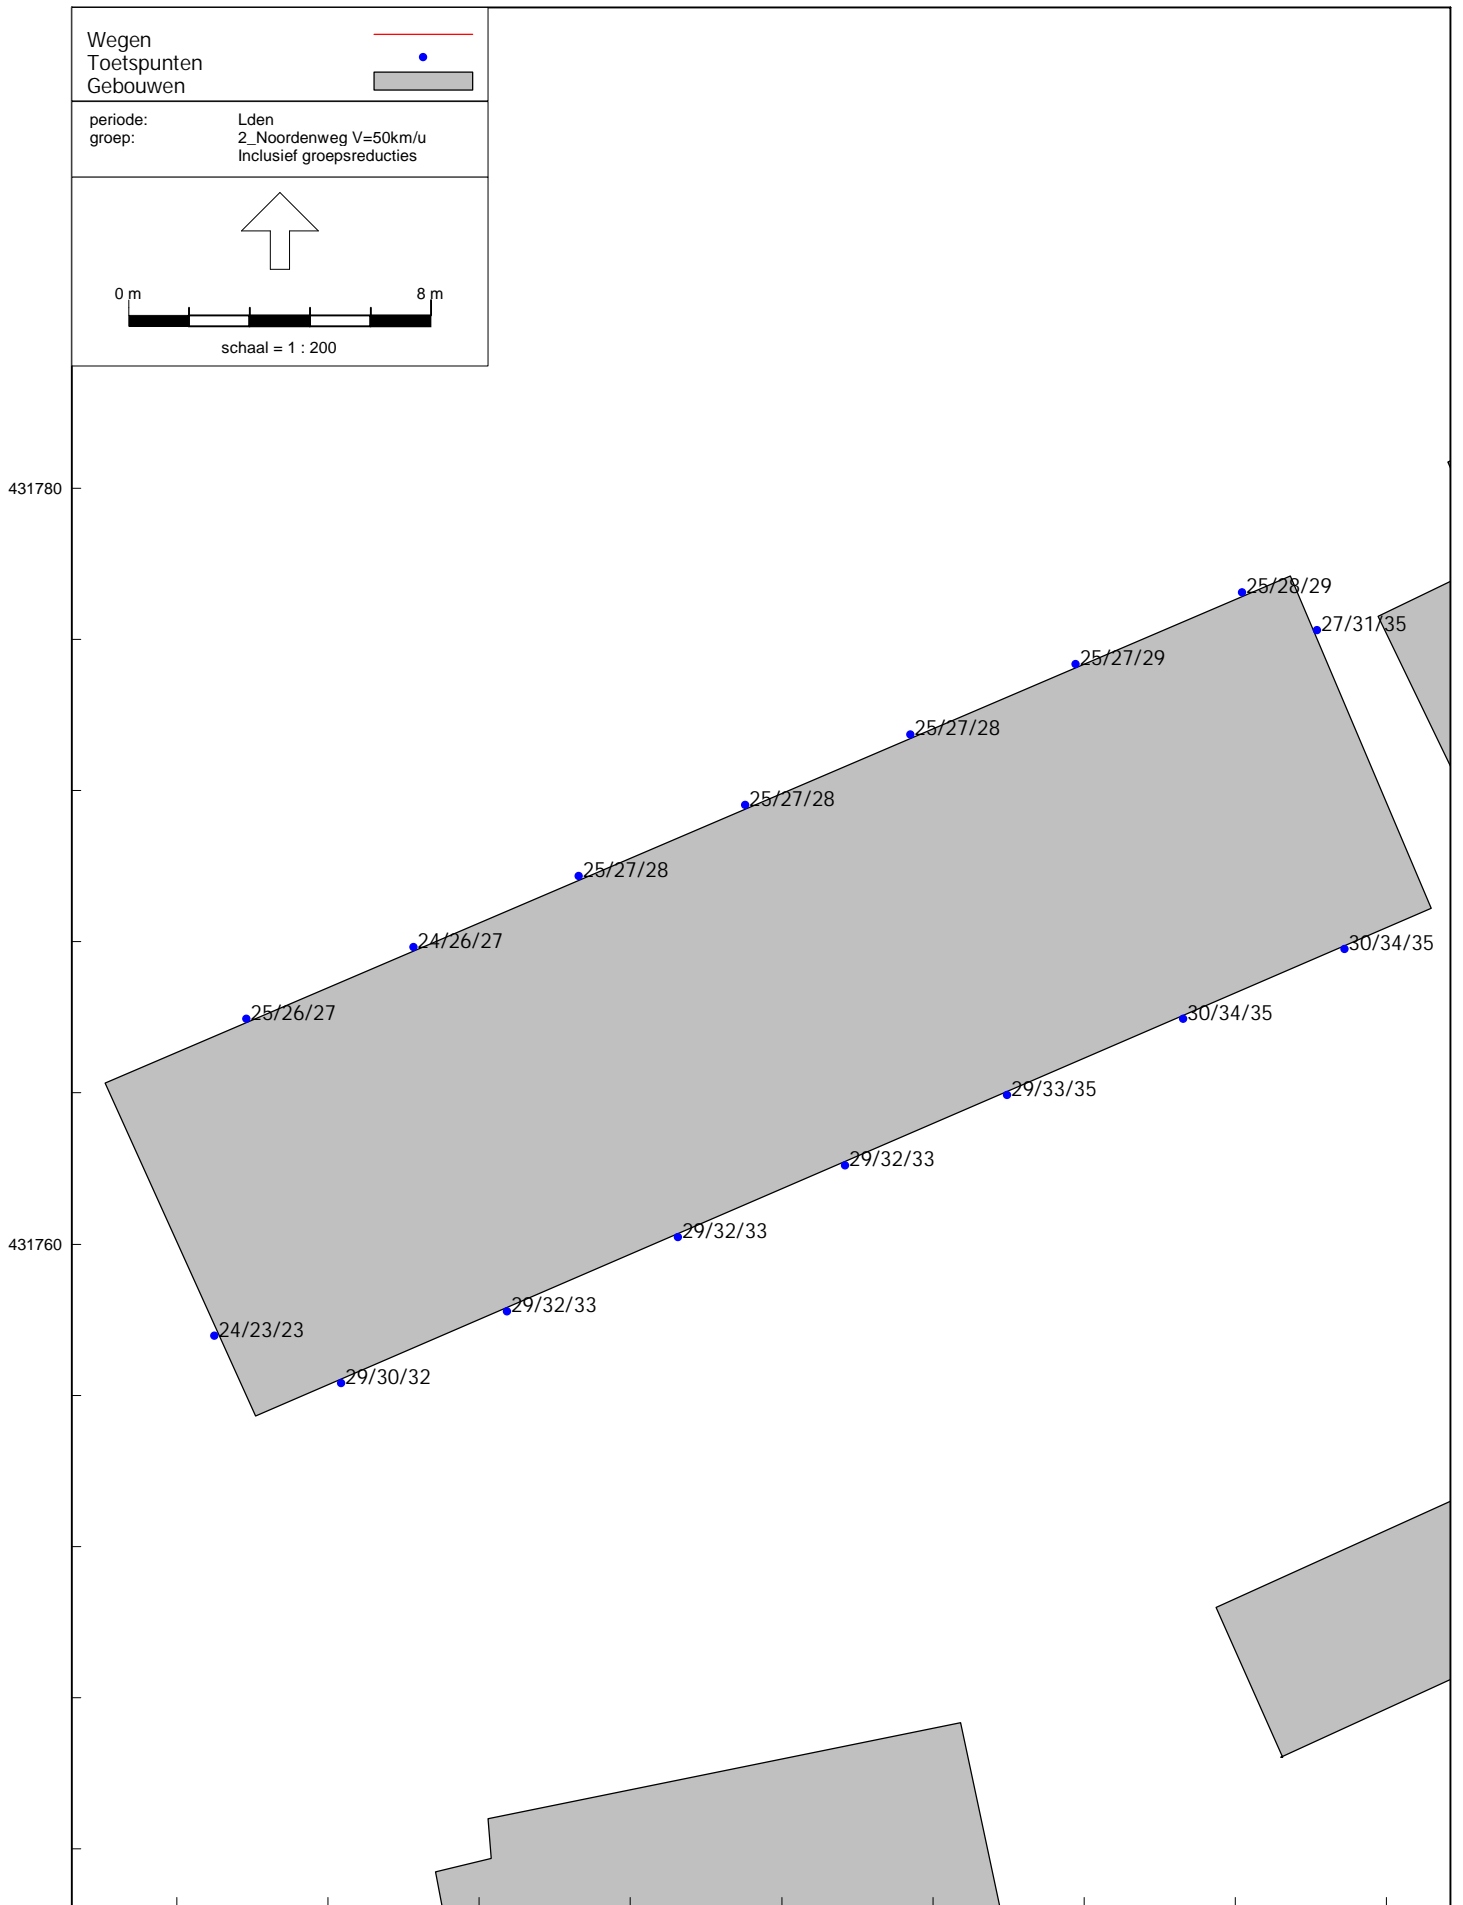 Wegen
Toetspunten
Gebouwen
periode: Lden
groep: 2_Noordenweg V=50km/u
Inclusief groepsreducties
0 m 8 m
schaal = 1 : 200
431780
25/28/29
27/31/35
25/27/29
25/27/28
25/27/28
25/27/28
24/26/27
30/34/35
25/26/27
30/34/35
29/33/35
29/32/33
29/32/33
431760
29/32/33
24/23/23
29/30/32